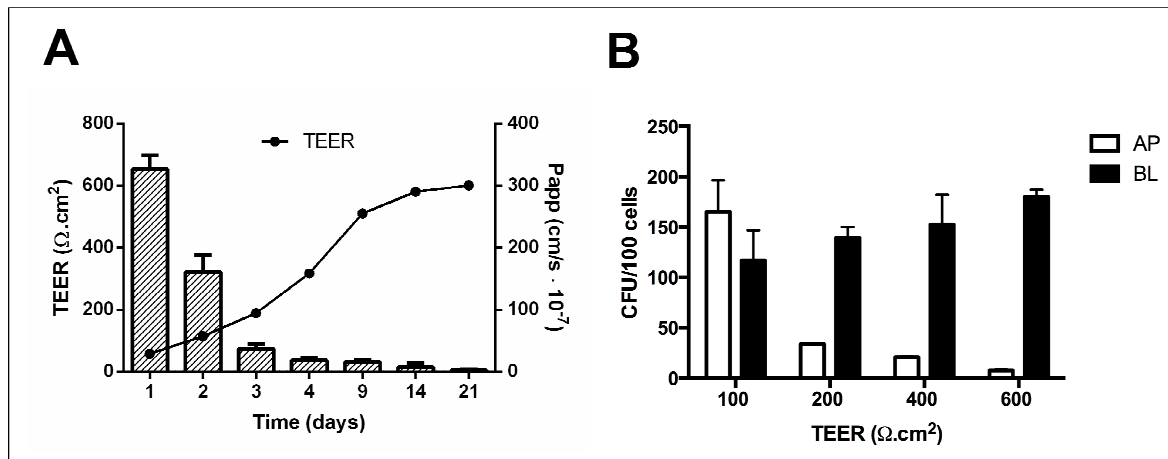 A
TEER
800
600
400
200
0
TEER (Ω.cm²)
400
300
200
100
0
Papp (cm/s · 10⁻⁷)
1 2 3 4 9 14 21
Time (days)
B
AP
BL
250
200
150
100
50
0
CFU/100 cells
100 200 400 600
TEER (Ω.cm²)